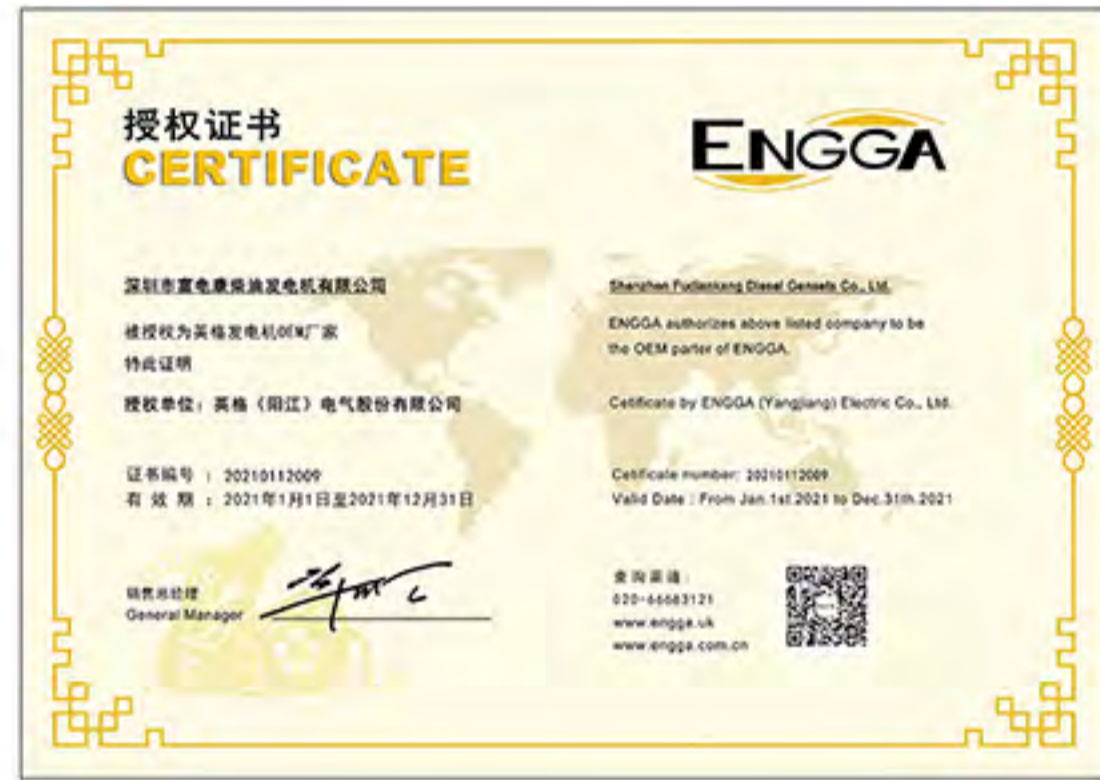 授权证书
CERTIFICATE
ENGGA
深圳市富电康柴油发电机有限公司
被授权为英格发电机OEM厂家
特此证明
授权单位：英格（阳江）电气股份有限公司
证书编号 ： 20210112009
有 效 期 ： 2021年1月1日至2021年12月31日
销售总经理
General Manager
Shenzhen Fudiankang Diesel Gensets Co., Ltd.
ENGGA authorizes above listed company to be
the OEM parter of ENGGA.
Cetificate by ENGGA (Yangjiang) Electric Co., Ltd.
Cetificate number: 20210112009
Valid Date : From Jan.1st.2021 to Dec.31th.2021
查询渠道：
020-66683121
www.engga.uk
www.engga.com.cn